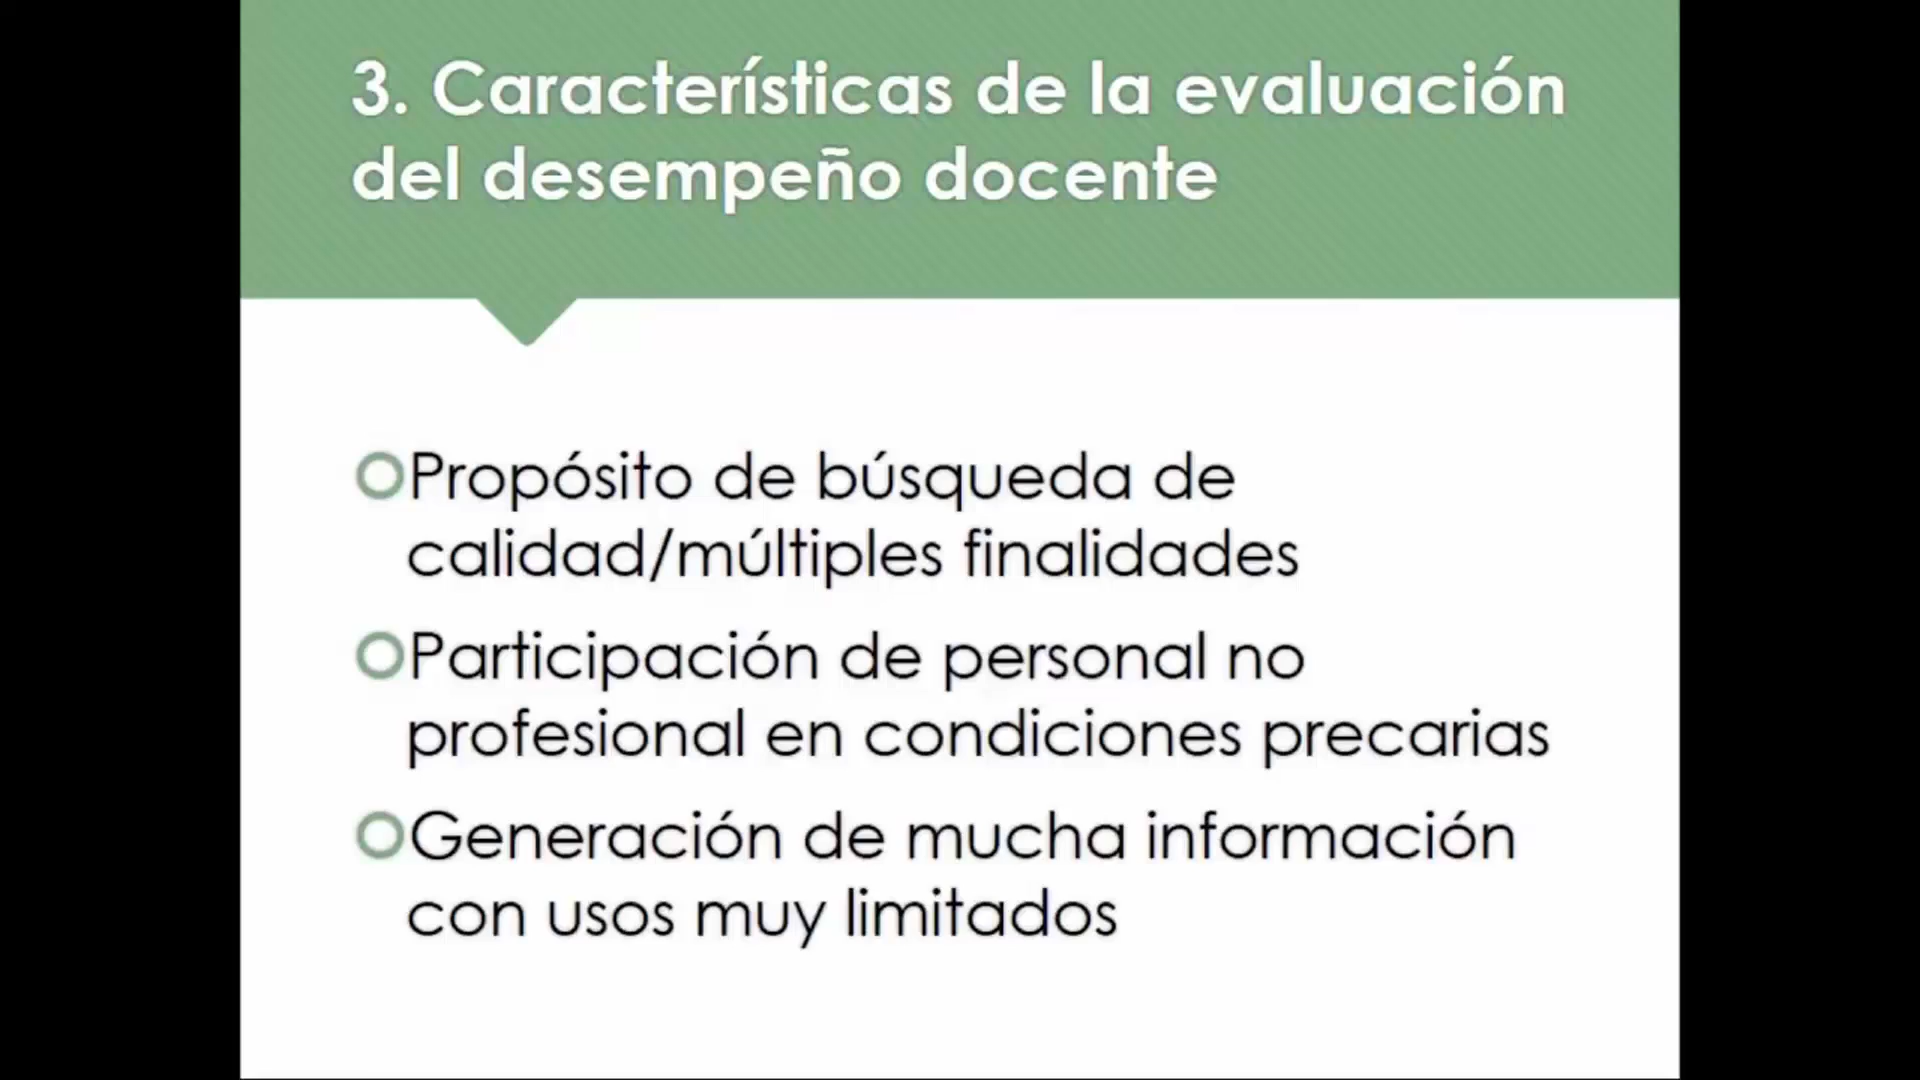 3. Características de la evaluación
del desempeño docente
Propósito de búsqueda de
calidad/múltiples finalidades
Participación de personal no
profesional en condiciones precarias
Generación de mucha información
con usos muy limitados